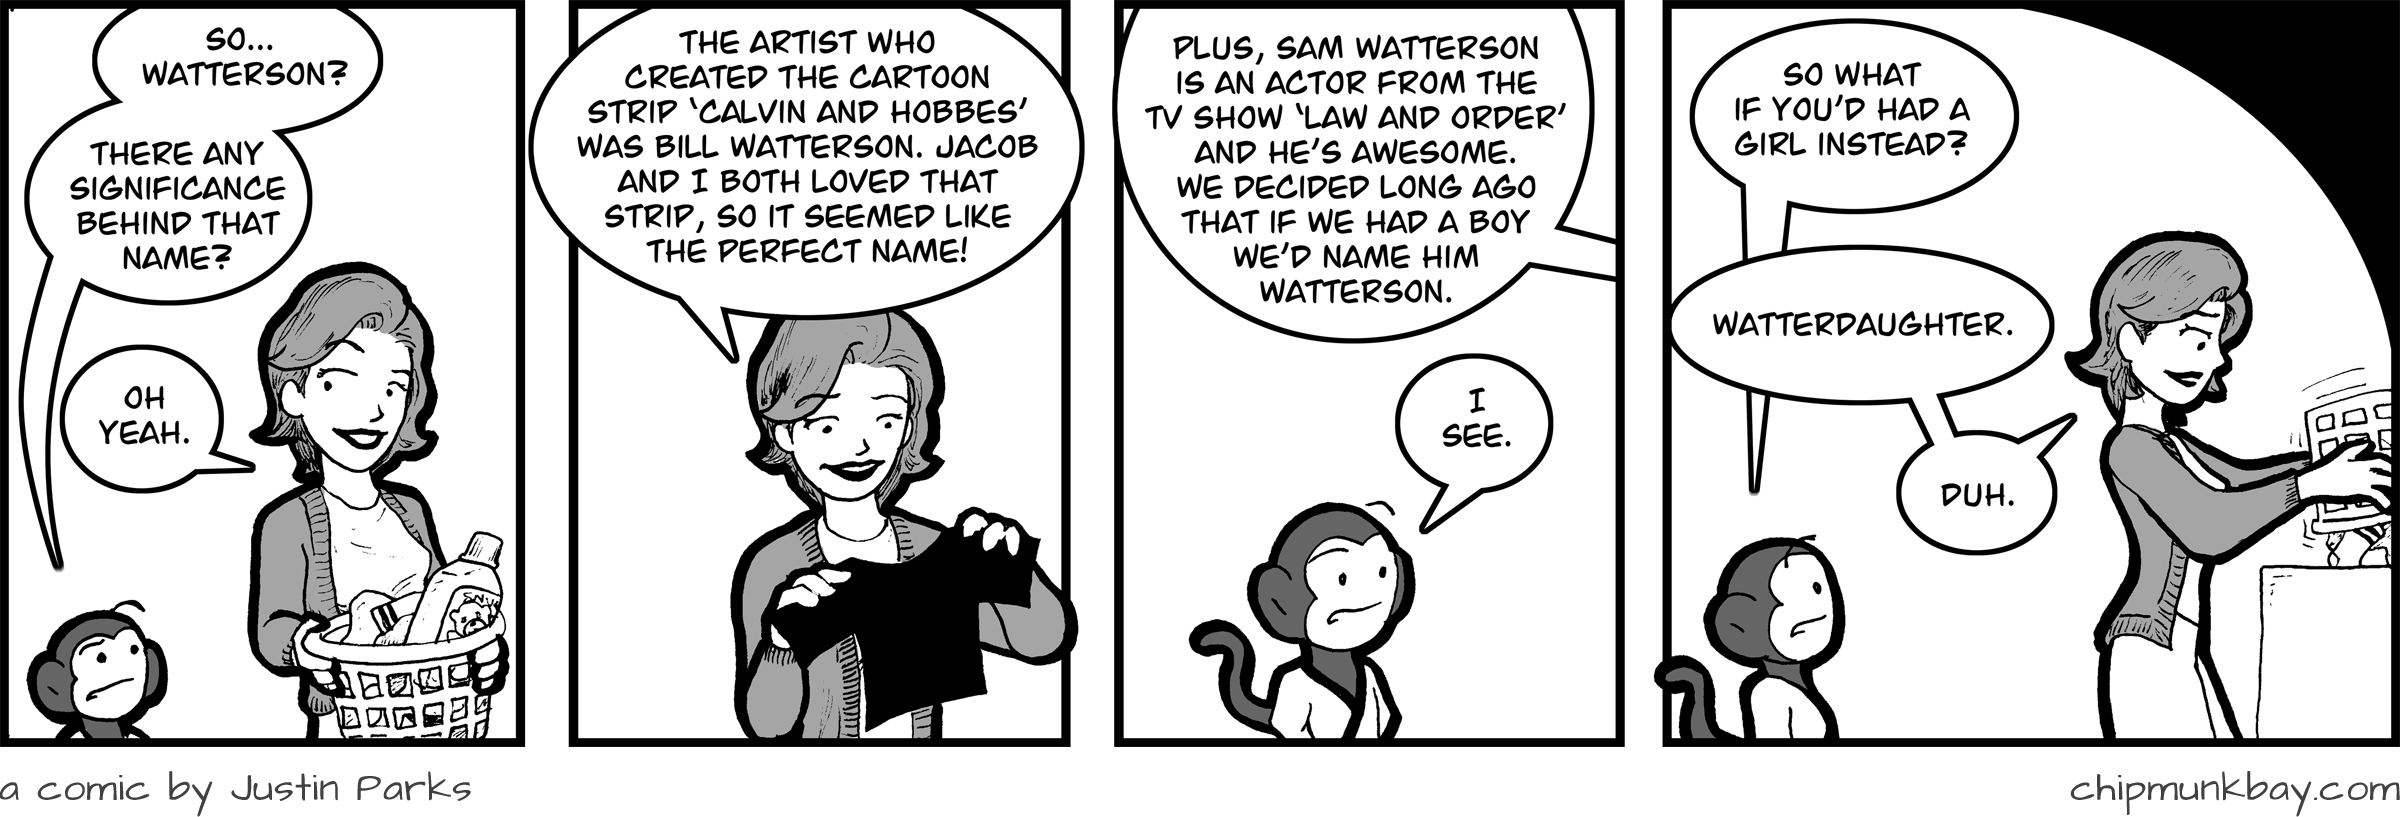 SO...
WATTERSON?
THERE ANY
SIGNIFICANCE
BEHIND THAT
NAME?
OH
YEAH.
THE ARTIST WHO
CREATED THE CARTOON
STRIP 'CALVIN AND HOBBES'
WAS BILL WATTERSON. JACOB
AND I BOTH LOVED THAT
STRIP, SO IT SEEMED LIKE
THE PERFECT NAME!
PLUS, SAM WATTERSON
IS AN ACTOR FROM THE
TV SHOW 'LAW AND ORDER'
AND HE'S AWESOME.
WE DECIDED LONG AGO
THAT IF WE HAD A BOY
WE'D NAME HIM
WATTERSON.
I
SEE.
SO WHAT
IF YOU'D HAD A
GIRL INSTEAD?
WATTERDAUGHTER.
DUH.
a comic by Justin Parks
chipmunkbay.com